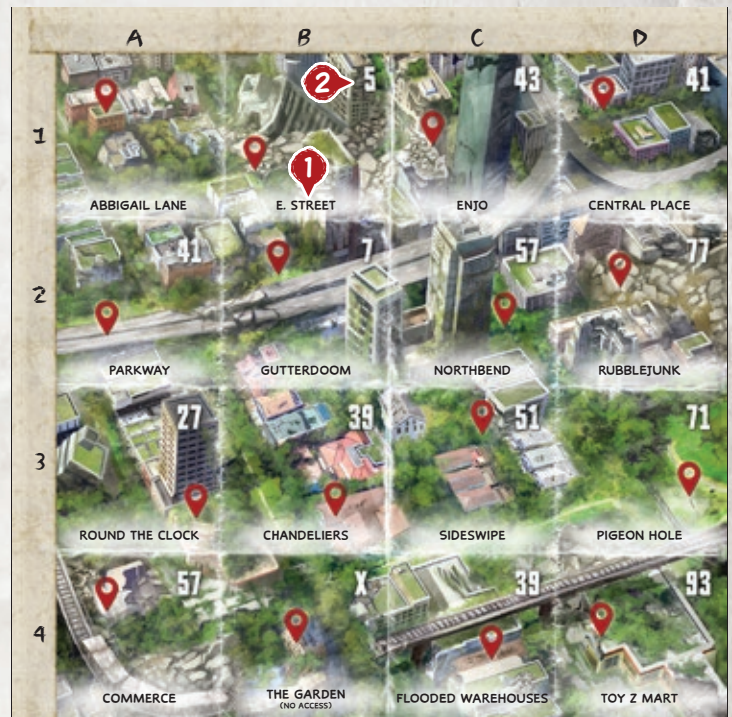 A B C D
1
2 5 43 41
1
ABBIGAIL LANE E. STREET ENJO CENTRAL PLACE
41 7 57 77
2
PARKWAY GUTTERDOOM NORTHBEND RUBBLEJUNK
27 39 51 71
3
ROUND THE CLOCK CHANDELIERS SIDESWIPE PIGEON HOLE
57 X 39 93
4
COMMERCE THE GARDEN FLOODED WAREHOUSES TOY Z MART
(NO ACCESS)